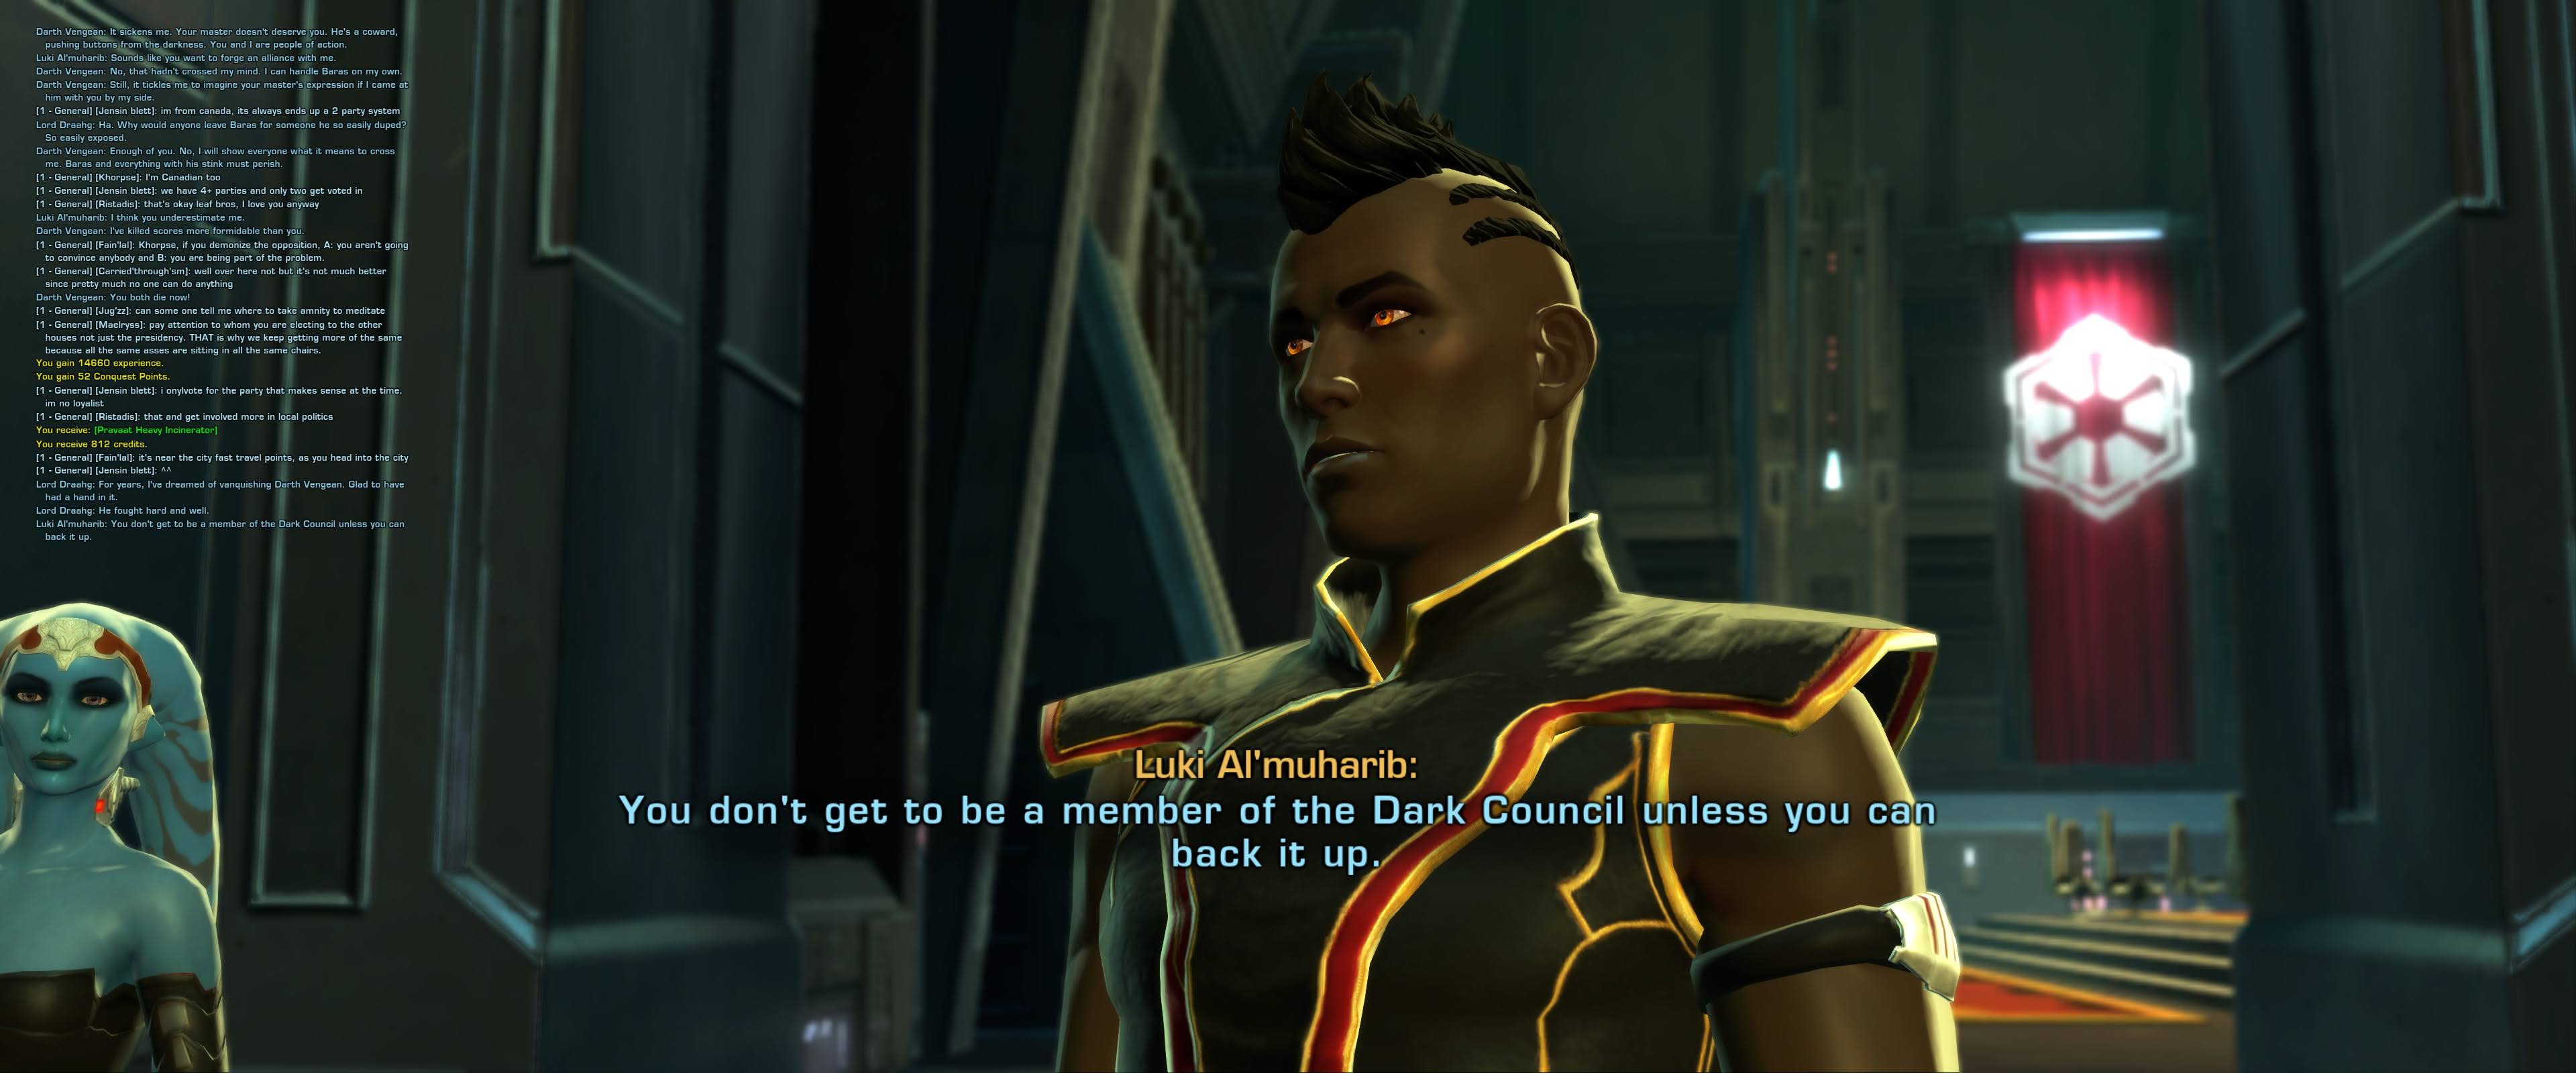 Darth Vengean: It sickens me. Your master doesn't deserve you. He's a coward,
pushing buttons from the darkness. You and I are people of action.
Luki Al'muharib: Sounds like you want to forge an alliance with me.
Darth Vengean: No, that hadn't crossed my mind. I can handle Baras on my own.
Darth Vengean: Still, it tickles me to imagine your master's expression if I came at
him with you by my side.
[1 - General] [Jensin blett]: im from canada, its always ends up a 2 party system
Lord Draahg: Ha. Why would anyone leave Baras for someone he so easily duped?
So easily exposed.
Darth Vengean: Enough of you. No, I will show everyone what it means to cross
me. Baras and everything with his stink must perish.
[1 - General] [Khorpse]: I'm Canadian too
[1 - General] [Jensin blett]: we have 4+ parties and only two get voted in
[1 - General] [Ristadis]: that's okay leaf bros, I love you anyway
Luki Al'muharib: I think you underestimate me.
Darth Vengean: I've killed scores more formidable than you.
[1 - General] [Fain'lal]: Khorpse, if you demonize the opposition, A: you aren't going
to convince anybody and B: you are being part of the problem.
[1 - General] [Carried'through'sm]: well over here not but it's not much better
since pretty much no one can do anything
Darth Vengean: You both die now!
[1 - General] [Jug'zz]: can some one tell me where to take amnity to meditate
[1 - General] [Maelryss]: pay attention to whom you are electing to the other
houses not just the presidency. THAT is why we keep getting more of the same
because all the same asses are sitting in all the same chairs.
You gain 14660 experience.
You gain 52 Conquest Points.
[1 - General] [Jensin blett]: i onylvote for the party that makes sense at the time.
im no loyalist
[1 - General] [Ristadis]: that and get involved more in local politics
You receive: [Pravaat Heavy Incinerator]
You receive 812 credits.
[1 - General] [Fain'lal]: it's near the city fast travel points, as you head into the city
[1 - General] [Jensin blett]: ^^
Lord Draahg: For years, I've dreamed of vanquishing Darth Vengean. Glad to have
had a hand in it.
Lord Draahg: He fought hard and well.
Luki Al'muharib: You don't get to be a member of the Dark Council unless you can
back it up.
Luki Al'muharib:
You don't get to be a member of the Dark Council unless you can
back it up.